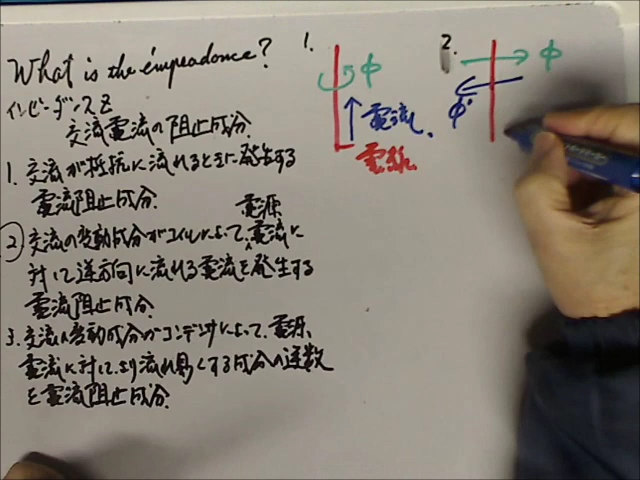 What is the empeadonce?
インピーダンスZ
交流電流の阻止成分
1. 交流が抵抗に流れるときに発生する
電流阻止成分
② 交流の変動成分がコイルによって、電源電流に
対して逆方向に流れる電流を発生する
電流阻止成分
3. 交流の変動成分がコンデンサによって、電源
電流に対して、より流れ易くする成分の逆数
を電流阻止成分
1.
φ
電流 i
電線
2.
φ
φ'